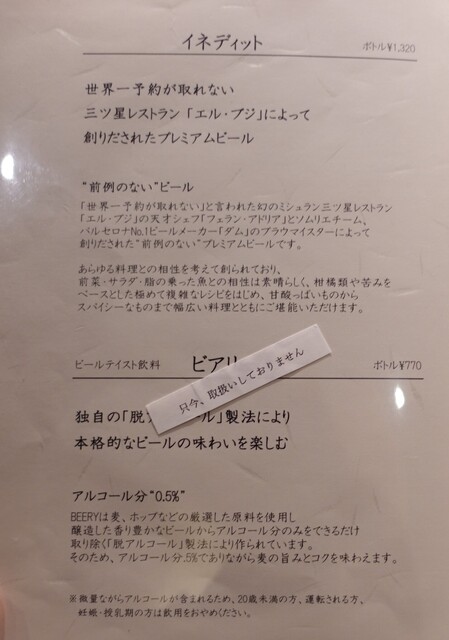 イネディット ボトル¥1,320
世界一予約が取れない
三ツ星レストラン「エル・ブジ」によって
創りだされたプレミアムビール
“前例のない”ビール
「世界一予約が取れない」と言われた幻のミシュラン三ツ星レストラン
「エル・ブジ」の天才シェフ「フェラン・アドリア」とソムリエチーム、
バルセロナNo.1ビールメーカー「ダム」のブラウマイスターによって
創りだされた“前例のない”プレミアムビールです。
あらゆる料理との相性を考えて創られており、
前菜・サラダ・脂の乗った魚との相性は素晴らしく、柑橘類や苦みを
ベースとした極めて複雑なレシピをはじめ、甘酸っぱいものから
スパイシーなものまで幅広い料理とともにご堪能いただけます。
ビールテイスト飲料 ビアリ ボトル¥770
只今、取扱いしておりません
独自の「脱ア ール」製法により
本格的なビールの味わいを楽しむ
アルコール分“0.5%”
BEERYは麦、ホップなどの厳選した原料を使用し
醸造した香り豊かなビールからアルコール分のみをできるだけ
取り除く「脱アルコール」製法により作られています。
そのため、アルコール分.5%でありながら麦の旨みとコクを味わえます。
※微量ながらアルコールが含まれるため、20歳未満の方、運転される方、
妊娠・授乳期の方は飲用をおやめください。